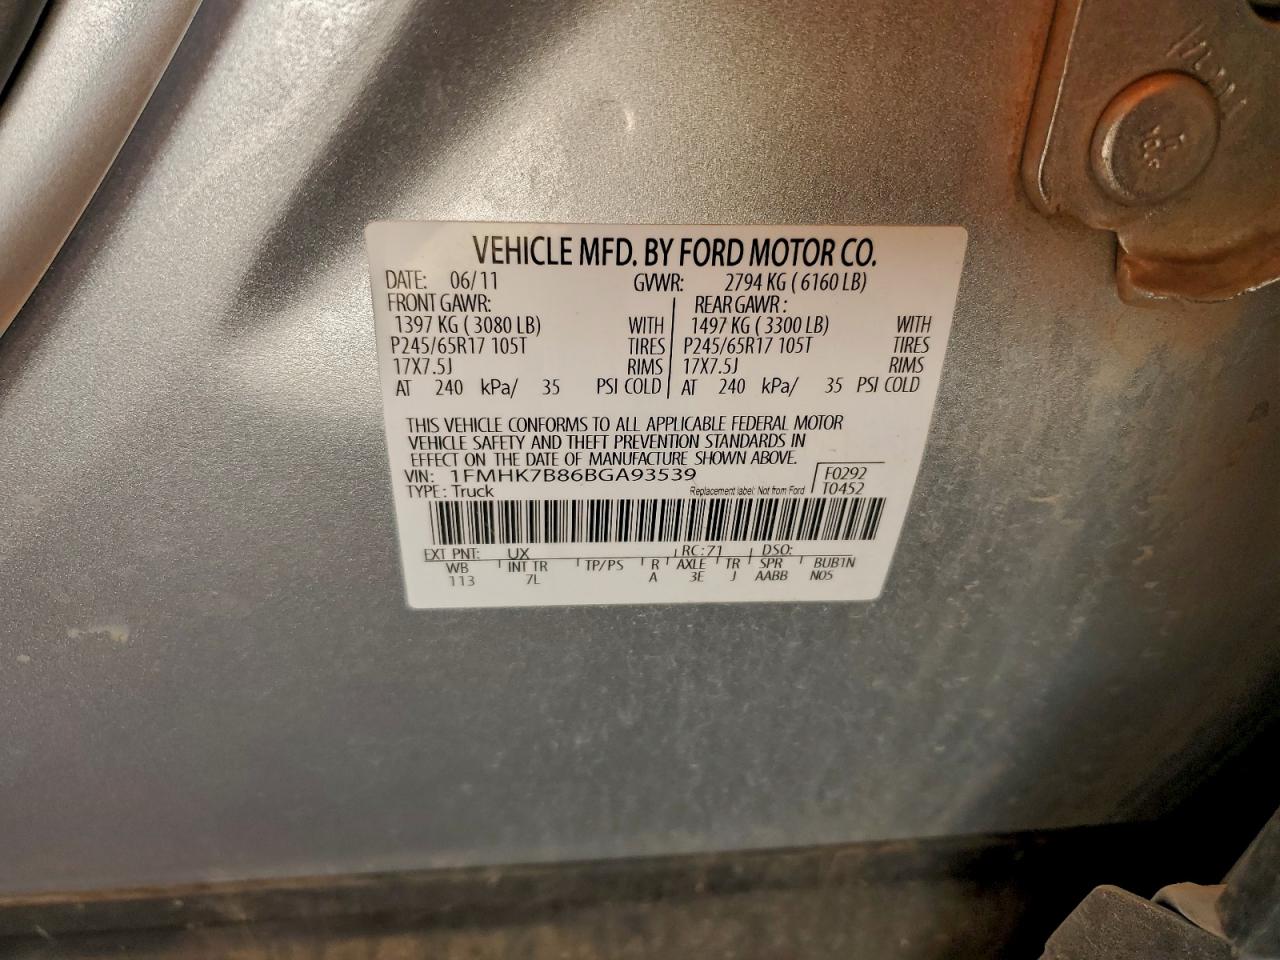 VEHICLE MFD. BY FORD MOTOR CO.
DATE: 06/11 GVWR: 2794 KG ( 6160 LB)
FRONT GAWR: REAR GAWR :
1397 KG ( 3080 LB) WITH 1497 KG ( 3300 LB) WITH
P245/65R17 105T TIRES P245/65R17 105T TIRES
17X7.5J RIMS 17X7.5J RIMS
AT 240 kPa/ 35 PSI COLD AT 240 kPa/ 35 PSI COLD
THIS VEHICLE CONFORMS TO ALL APPLICABLE FEDERAL MOTOR
VEHICLE SAFETY AND THEFT PREVENTION STANDARDS IN
EFFECT ON THE DATE OF MANUFACTURE SHOWN ABOVE.
VIN: 1FMHK7B86BGA93539 F0292
TYPE: Truck Replacement label: Not from Ford T0452
EXT PNT: UX RC:71 DSO:
WB INT TR TP/PS R AXLE TR SPR BUB1N
113 7L A 3E J AABB N05